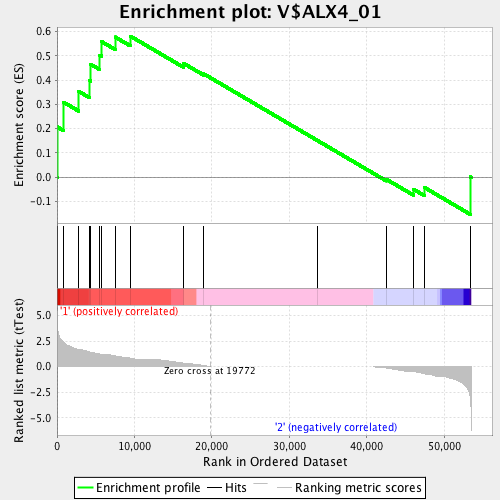 Enrichment plot: V$ALX4_01
Enrichment score (ES)
0.6
0.5
0.4
0.3
0.2
0.1
0.0
-0.1
'1' (positively correlated)
Ranked list metric (tTest)
5.0
2.5
0.0
-2.5
-5.0
Zero cross at 19772
'2' (negatively correlated)
0
10,000
20,000
30,000
40,000
50,000
Rank in Ordered Dataset
Enrichment profile
Hits
Ranking metric scores